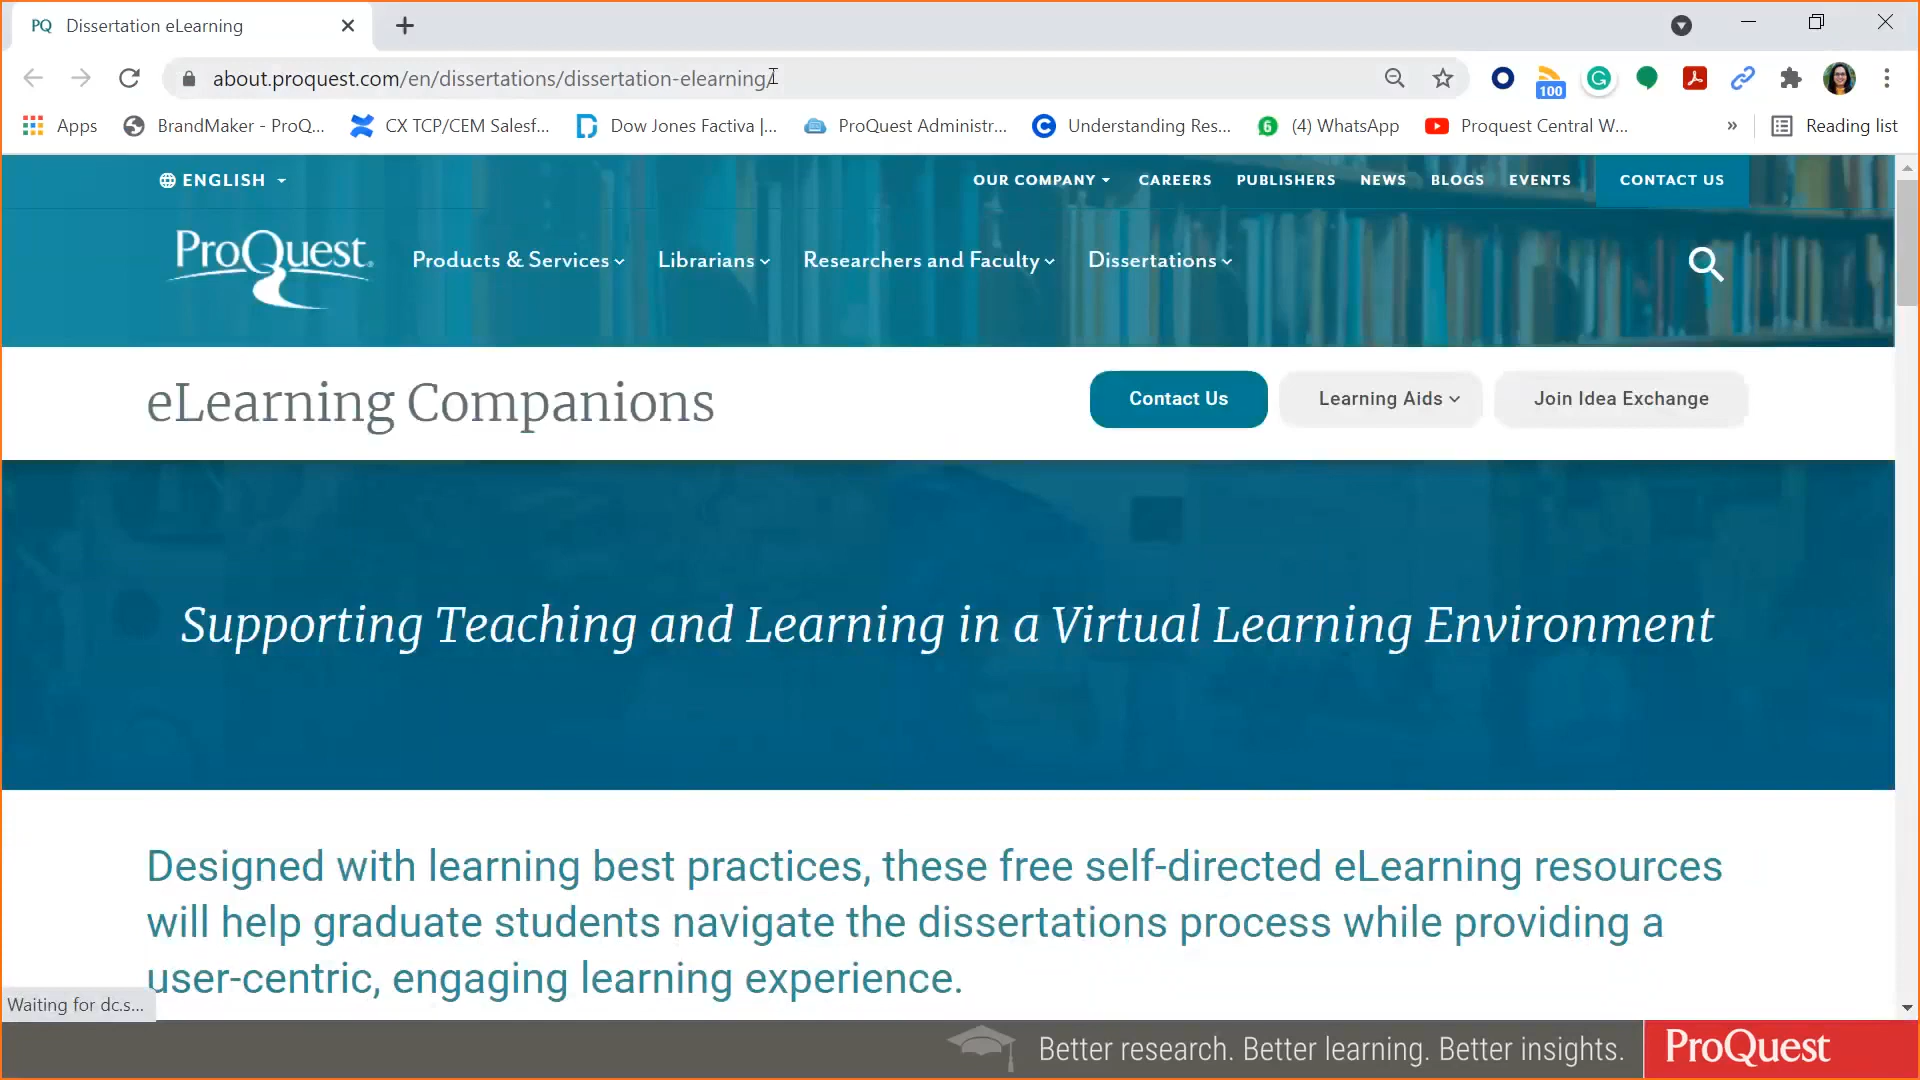 PQ Dissertation eLearning
about.proquest.com/en/dissertations/dissertation-elearning/
100
Apps BrandMaker - ProQ... CX TCP/CEM Salesf... Dow Jones Factiva |... ProQuest Administr... Understanding Res... 6 (4) WhatsApp Proquest Central W... » Reading list
ENGLISH OUR COMPANY CAREERS PUBLISHERS NEWS BLOGS EVENTS CONTACT US
ProQuest Products & Services Librarians Researchers and Faculty Dissertations
eLearning Companions Contact Us Learning Aids Join Idea Exchange
Supporting Teaching and Learning in a Virtual Learning Environment
Designed with learning best practices, these free self-directed eLearning resources
will help graduate students navigate the dissertations process while providing a
user-centric, engaging learning experience.
Waiting for dc.s...
Better research. Better learning. Better insights. ProQuest